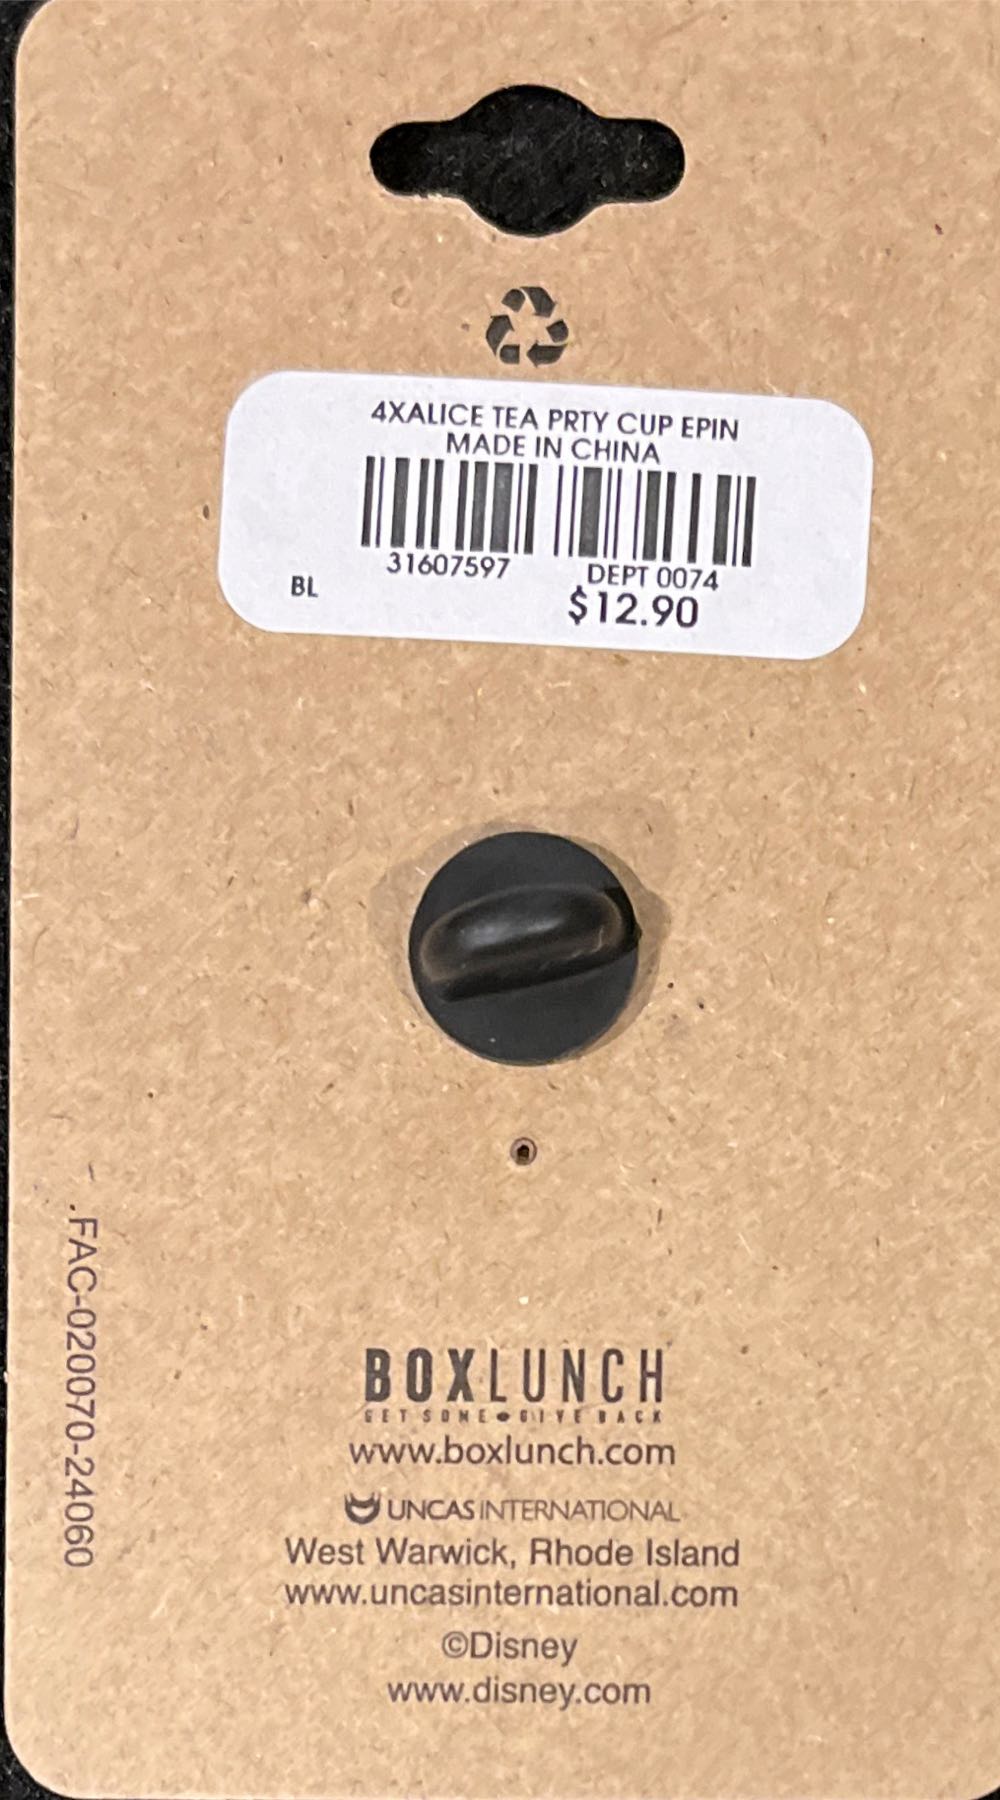 4XALICE TEA PRTY CUP EPIN
MADE IN CHINA
31607597 DEPT 0074
BL
$12.90
.FAC-020070-24060
BOXLUNCH
GET SOME GIVE BACK
www.boxlunch.com
UNCAS INTERNATIONAL
West Warwick, Rhode Island
www.uncasinternational.com
©Disney
www.disney.com